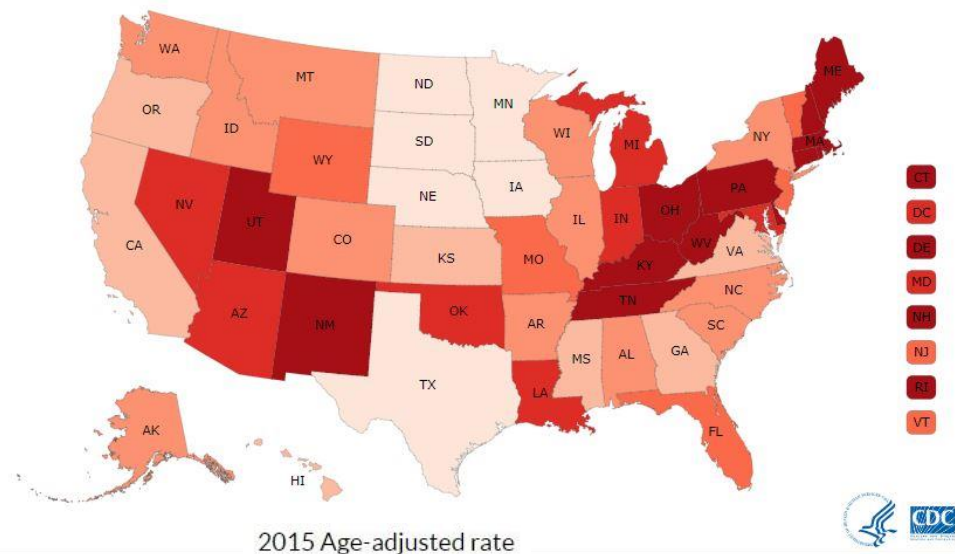 WA
MT
ND
MN
ME
OR
ID
SD
WI
MI
NY
MA
WY
NE
IA
PA
NV
UT
CO
IL
IN
OH
WV
VA
CA
KS
MO
KY
NC
AZ
NM
OK
AR
TN
SC
TX
LA
MS
AL
GA
FL
AK
HI
CT
DC
DE
MD
NH
NJ
RI
VT
CDC
2015 Age-adjusted rate